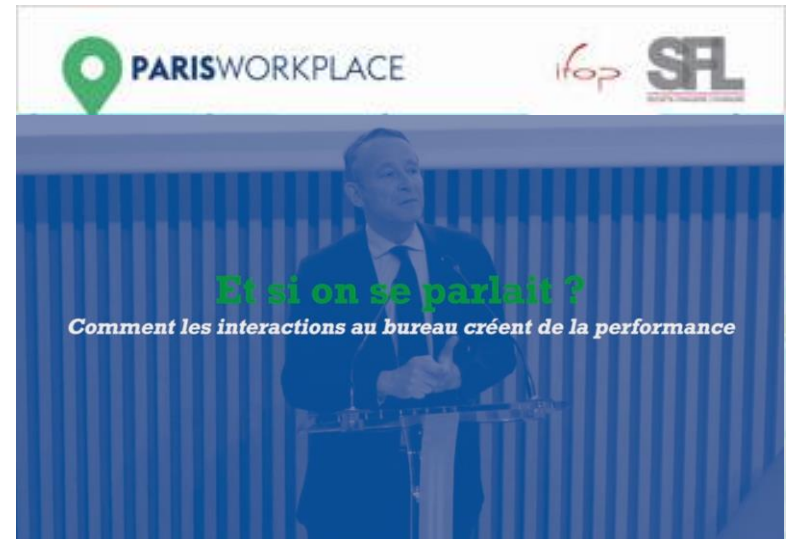 PARISWORKPLACE
ifop
SFL
Et si on se parlait ?
Comment les interactions au bureau créent de la performance